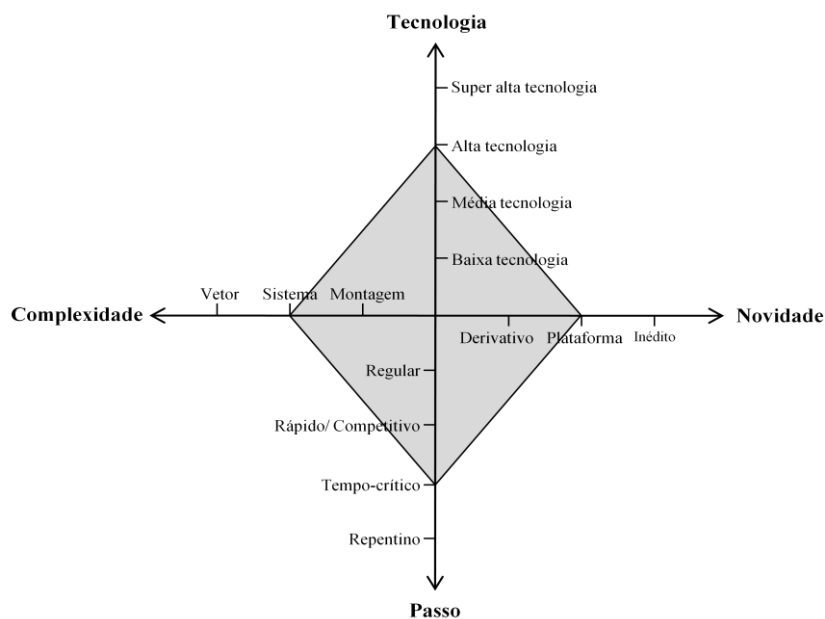 Tecnologia
Super alta tecnologia
Alta tecnologia
Média tecnologia
Baixa tecnologia
Vetor Sistema Montagem
Complexidade Novidade
Derivativo Plataforma Inédito
Regular
Rápido/ Competitivo
Tempo-crítico
Repentino
Passo